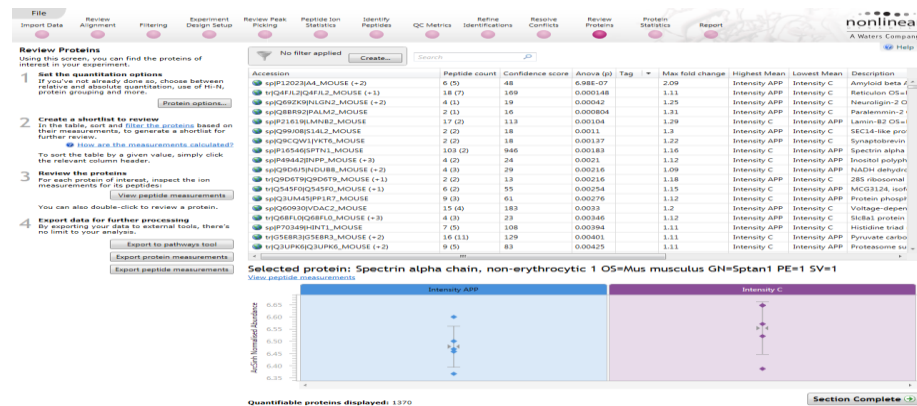 File
Import Data
Review Alignment
Filtering
Experiment Design Setup
Review Peak Picking
Peptide Ion Statistics
Identify Peptides
QC Metrics
Refine Identifications
Resolve Conflicts
Review Proteins
Protein Statistics
Report
nonlinea
A Waters Compan
Help
Review Proteins
Using this screen, you can find the proteins of
interest in your experiment.
1 Set the quantitation options
If you've not already done so, choose between
relative and absolute quantitation, use of Hi-N,
protein grouping and more.
Protein options...
2 Create a shortlist to review
In the table, sort and filter the proteins based on
their measurements, to generate a shortlist for
further review.
How are the measurements calculated?
To sort the table by a given value, simply click
the relevant column header.
3 Review the proteins
For each protein of interest, inspect the ion
measurements for its peptides:
View peptide measurements
You can also double-click to review a protein.
4 Export data for further processing
By exporting your data to external tools, there's
no limit to your analysis.
Export to pathways tool
Export protein measurements
Export peptide measurements
No filter applied
Create...
Search
Accession Peptide count Confidence score Anova (p) Tag Max fold change Highest Mean Lowest Mean Description
sp|P12023|A4_MOUSE (+2) 6 (5) 48 6.98E-07 2.09 Intensity APP Intensity C Amyloid beta A
tr|Q4FJL2|Q4FJL2_MOUSE 18 (7) 169 0.000148 1.11 Intensity APP Intensity C Reticulon OS=
sp|Q69ZK9|NLGN2_MOUSE (+2) 4 (1) 19 0.00042 1.25 Intensity C Intensity APP Neuroligin-2 O
sp|Q8BR92|PALM2_MOUSE 2 (1) 16 0.000804 1.31 Intensity APP Intensity C Paralemmin-2
sp|P21619|LMNB2_MOUSE 17 (2) 113 0.00104 1.29 Intensity C Intensity APP Lamin-B2 OS=
sp|Q99J08|S14L2_MOUSE 2 (2) 18 0.0011 1.3 Intensity APP Intensity C SEC14-like prot
sp|Q9CQW1|YKT6_MOUSE 2 (2) 18 0.00137 1.22 Intensity APP Intensity C Synaptobrevin
sp|P16546|SPTN1_MOUSE 103 (2) 946 0.00183 1.16 Intensity C Intensity APP Spectrin alpha
sp|P49442|INPP_MOUSE (+3) 4 (2) 24 0.0021 1.12 Intensity C Intensity APP Inositol polyph
sp|Q9D6J5|NDUB8_MOUSE (+2) 4 (3) 29 0.00216 1.09 Intensity APP Intensity C NADH dehydro
tr|Q9D6T9|Q9D6T9_MOUSE (+1) 2 (2) 13 0.00216 1.18 Intensity APP Intensity C 28S ribosomal
tr|Q545F0|Q545F0_MOUSE (+1) 6 (2) 55 0.00254 1.15 Intensity C Intensity APP MCG3124, isof
sp|Q3UM45|PP1R7_MOUSE 9 (3) 61 0.00276 1.12 Intensity C Intensity APP Protein phosph
sp|Q60930|VDAC2_MOUSE 15 (4) 183 0.0033 1.2 Intensity APP Intensity C Voltage-depen
tr|Q68FL0|Q68FL0_MOUSE (+3) 4 (3) 23 0.00346 1.12 Intensity APP Intensity C Slc8a1 protein
sp|P70349|HINT1_MOUSE 7 (5) 108 0.00394 1.11 Intensity APP Intensity C Histidine triad
tr|G5E8R3|G5E8R3_MOUSE (+2) 16 (11) 129 0.00401 1.11 Intensity C Intensity APP Pyruvate carbo
tr|Q3UPK6|Q3UPK6_MOUSE (+2) 9 (5) 83 0.00425 1.11 Intensity C Intensity APP Proteasome su
Selected protein: Spectrin alpha chain, non-erythrocytic 1 OS=Mus musculus GN=Sptan1 PE=1 SV=1
View peptide measurements
Intensity APP Intensity C
ArcSinh Normalised Abundance
6.65
6.60
6.55
6.50
6.45
6.40
6.35
Quantifiable proteins displayed: 1370
Section Complete